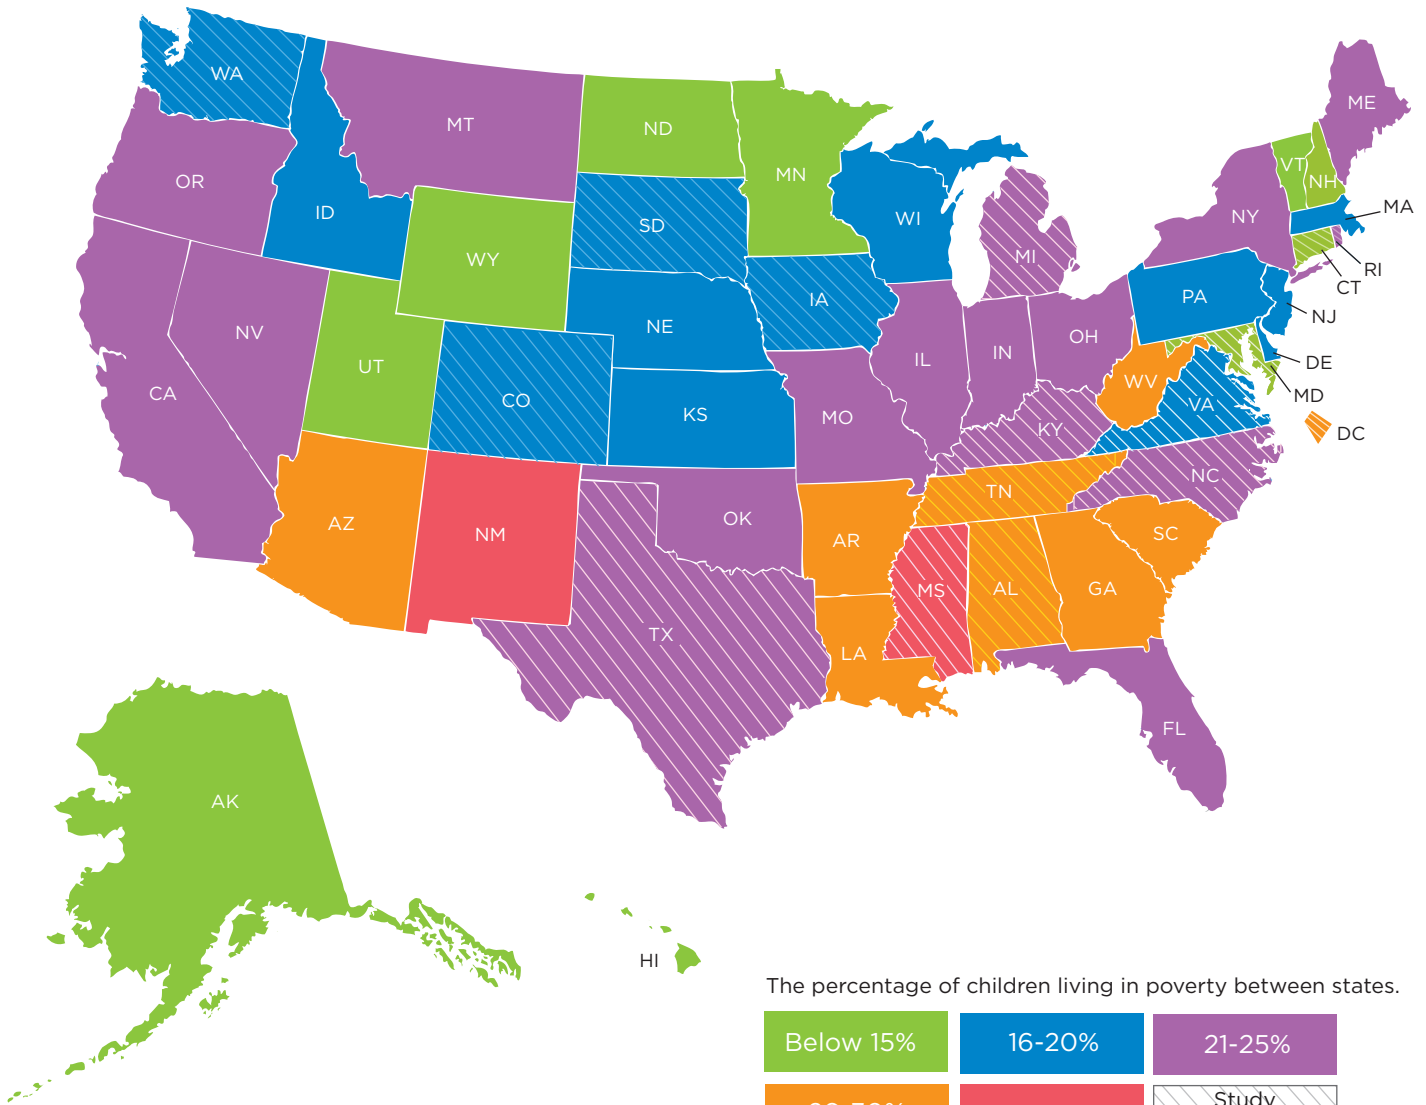 WA
MT
ND
MN
ME
OR
ID
SD
WI
VT
NH
NY
MA
WY
MI
RI
CT
NV
UT
NE
IA
PA
NJ
CA
CO
KS
MO
IL
IN
OH
WV
VA
DE
MD
DC
KY
NC
TN
AZ
NM
OK
AR
SC
MS
AL
GA
TX
LA
FL
AK
HI
The percentage of children living in poverty between states.
Below 15%
16-20%
21-25%
Study